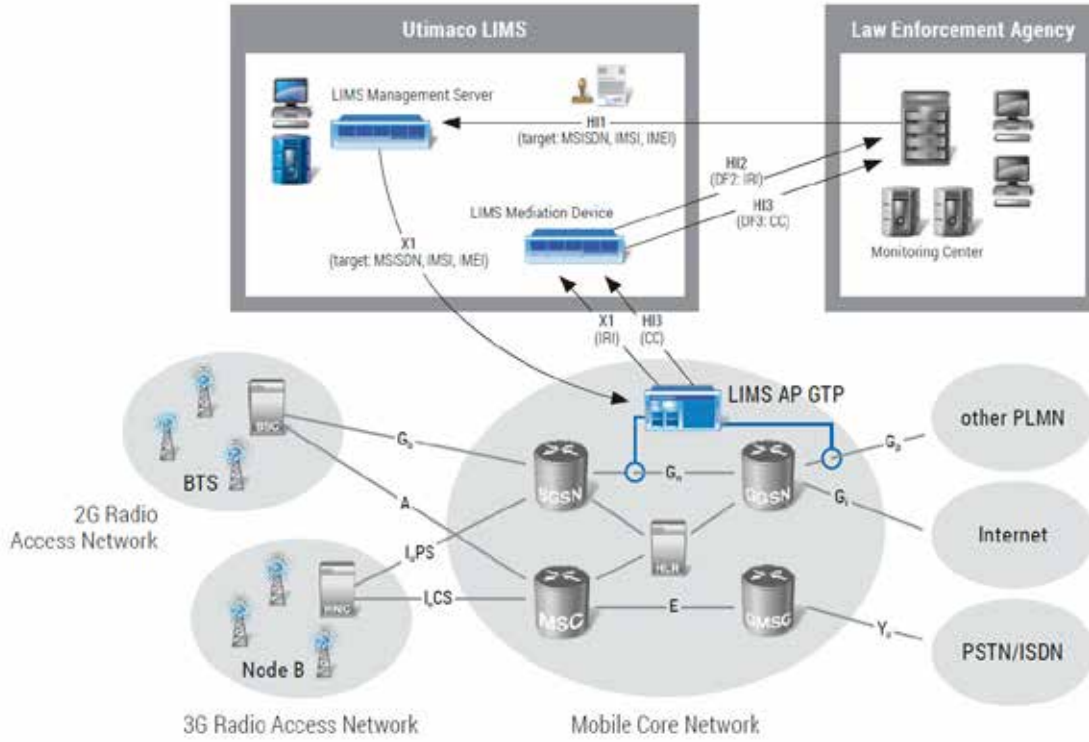 Utimaco LIMS
Law Enforcement Agency
LIMS Management Server
HI1
(target: MSISDN, IMSI, IMEI)
HI2
(DF2: IRI)
HI3
(DF3: CC)
LIMS Mediation Device
Monitoring Center
X1
(target: MSISDN, IMSI, IMEI)
X1
(IRI)
HI3
(CC)
LIMS AP GTP
other PLMN
BSC
BTS
Gb
SGSN
Gn
GGSN
Gp
Gi
2G Radio
Access Network
A
Internet
IuPS
HLR
RNC
IuCS
MSC
E
GMSC
Node B
PSTN/ISDN
3G Radio Access Network
Mobile Core Network